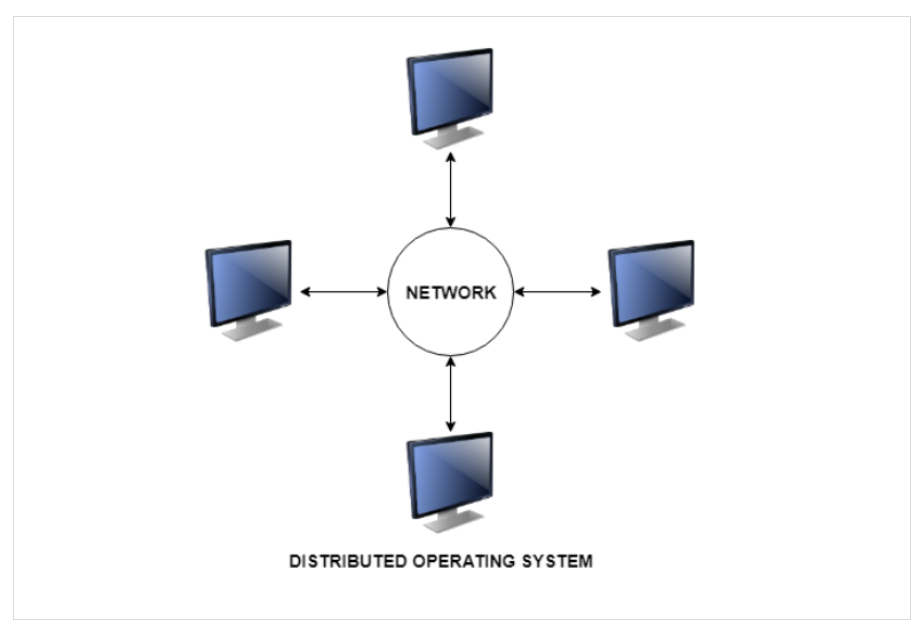 NETWORK
DISTRIBUTED OPERATING SYSTEM